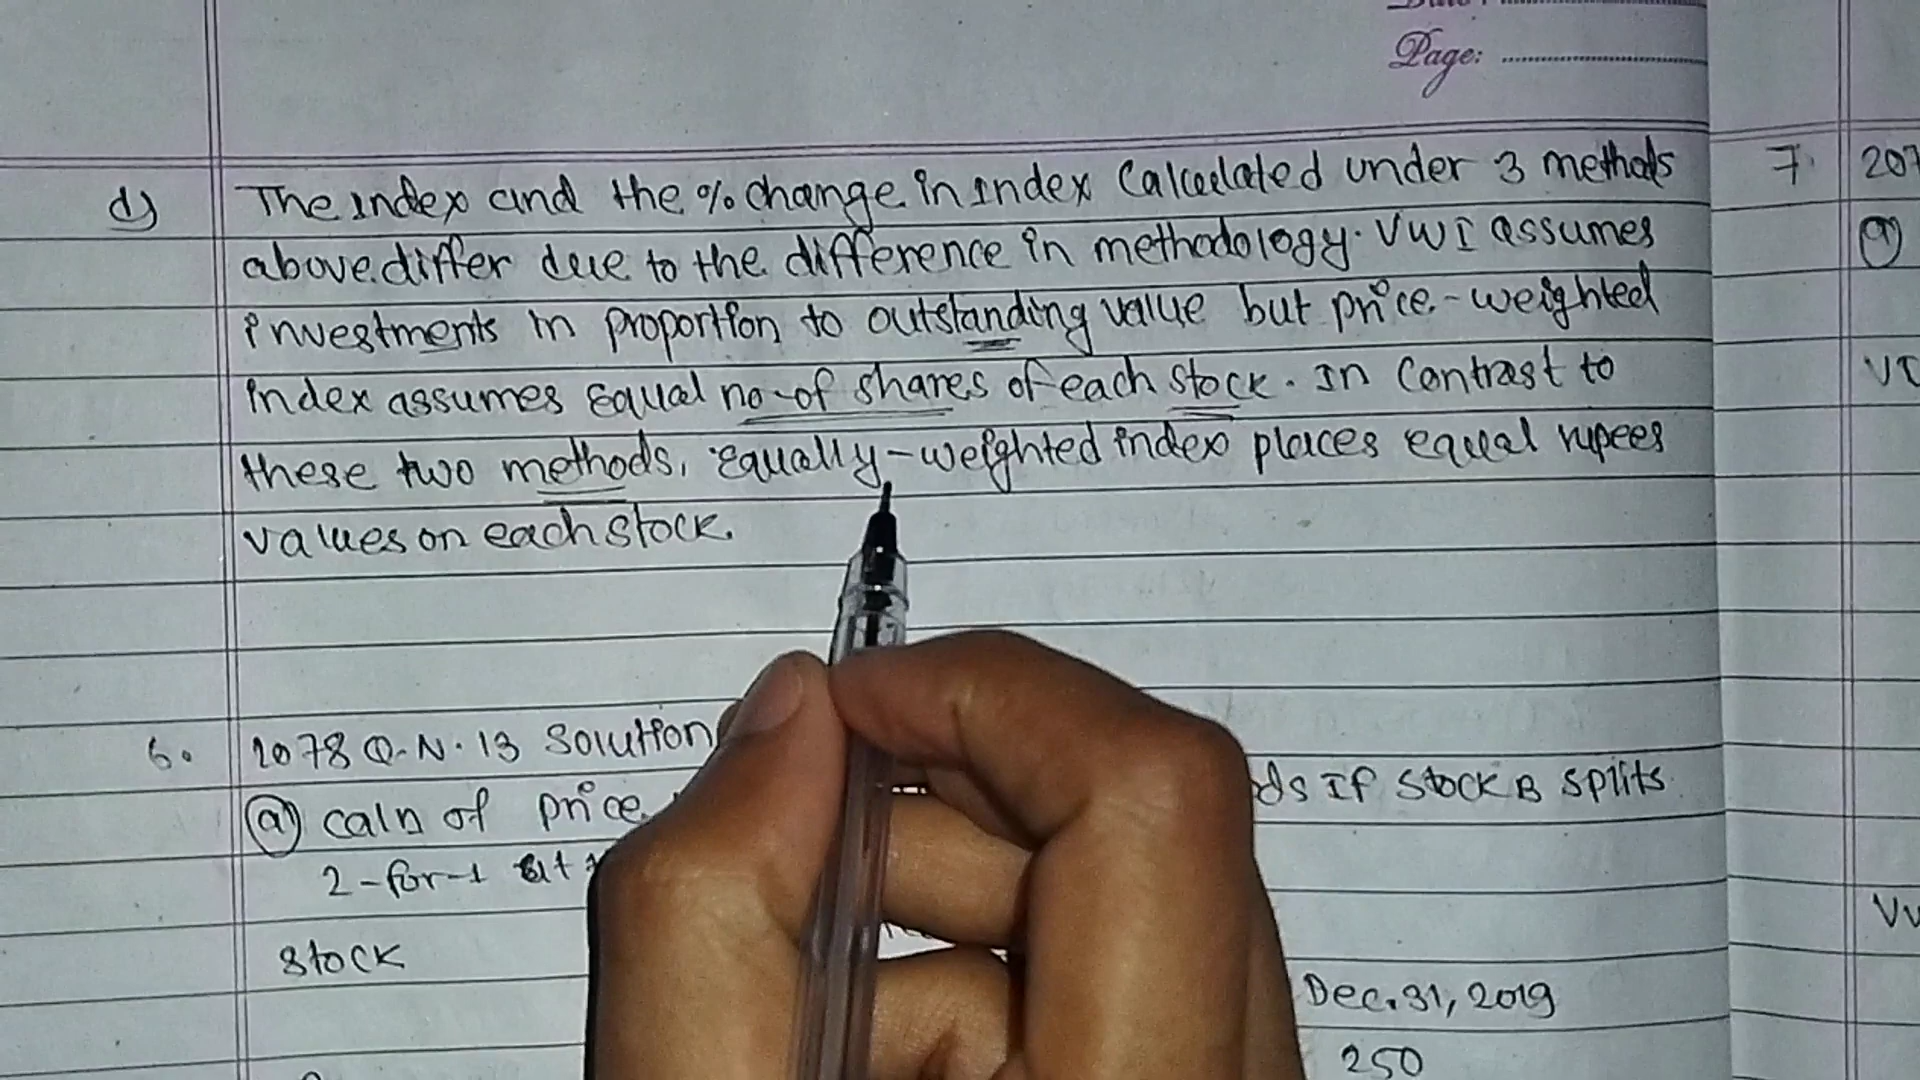 Page:
d) The Index and the % change in Index Calculated under 3 methods
above differ due to the difference in methodology. VWI assumes
investments in proportion to outstanding value but price-weighted
index assumes equal no. of shares of each stock. In contrast to
these two methods, equally-weighted index places equal rupees
values on each stock.
6. 2078 Q.N. 13 Solution
(a) caln of price
ds If stock B splits
2-for-1 at
stock
Dec. 31, 2019
250
7. 207
(a)